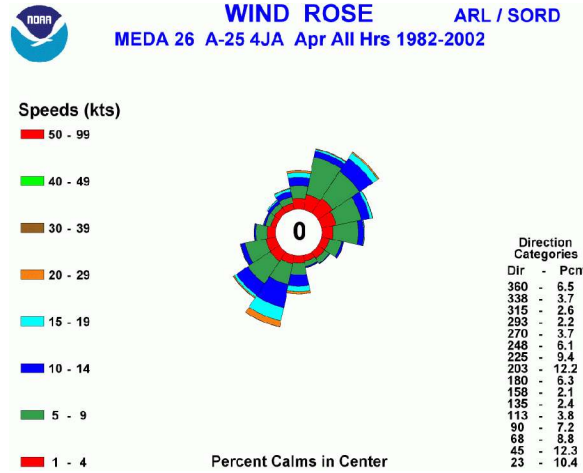 NOAA
WIND ROSE
ARL / SORD
MEDA 26 A-25 4JA Apr All Hrs 1982-2002
Speeds (kts)
50 - 99
40 - 49
30 - 39
20 - 29
15 - 19
10 - 14
5 - 9
1 - 4
0
Percent Calms in Center
Direction
Categories
Dir - Pcn
360 - 6.5
338 - 3.7
315 - 2.6
293 - 2.2
270 - 3.7
248 - 6.1
225 - 9.4
203 - 12.2
180 - 6.3
158 - 2.1
135 - 2.4
113 - 3.8
90 - 7.2
68 - 8.8
45 - 12.3
23 - 10.4